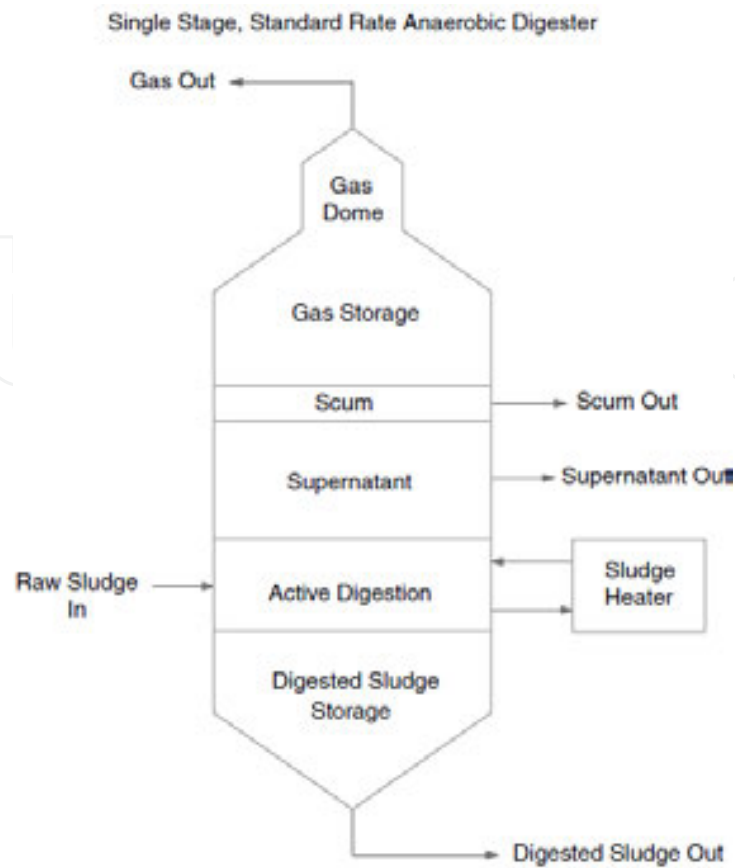 Single Stage, Standard Rate Anaerobic Digester
Gas Out
Gas
Dome
Gas Storage
Scum
Scum Out
Supernatant
Supernatant Out
Raw Sludge
In
Active Digestion
Sludge
Heater
Digested Sludge
Storage
Digested Sludge Out